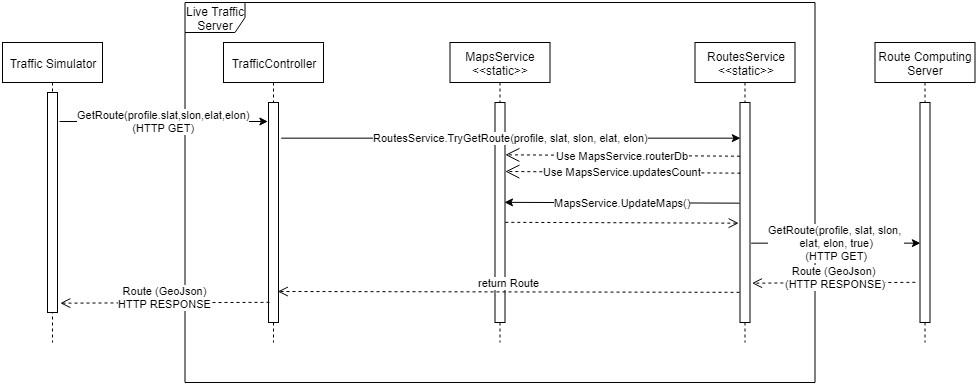 Live Traffic
Server
Traffic Simulator
TrafficController
MapsService
<<static>>
RoutesService
<<static>>
Route Computing
Server
GetRoute(profile.slat,slon,elat,elon)
(HTTP GET)
RoutesService.TryGetRoute(profile, slat, slon, elat, elon)
Use MapsService.routerDb
Use MapsService.updatesCount
MapsService.UpdateMaps()
GetRoute(profile, slat, slon,
elat, elon, true)
(HTTP GET)
Route (GeoJson)
(HTTP RESPONSE)
return Route
Route (GeoJson)
HTTP RESPONSE